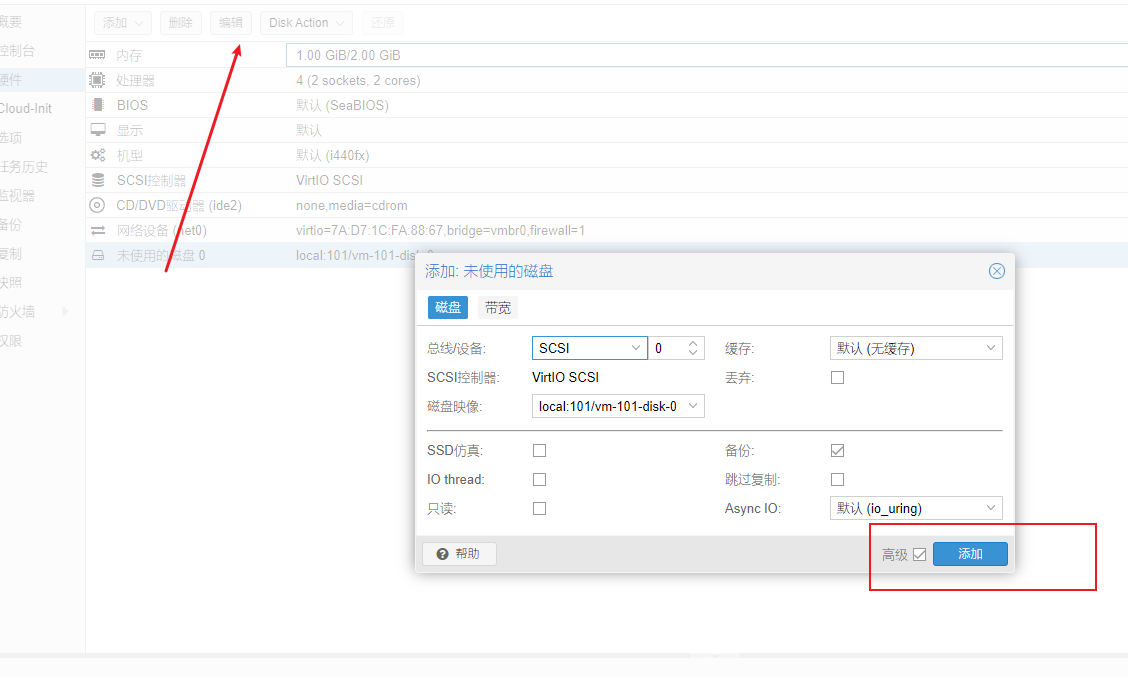 概要
添加 删除 编辑 Disk Action 还原
控制台
内存 1.00 GiB/2.00 GiB
硬件
处理器 4 (2 sockets, 2 cores)
Cloud-Init
BIOS 默认 (SeaBIOS)
选项
显示 默认
任务历史
机型 默认 (i440fx)
监视器
SCSI控制器 VirtIO SCSI
CD/DVD驱动器 (ide2) none,media=cdrom
备份
网络设备 (net0) virtio=7A:D7:1C:FA:88:67,bridge=vmbr0,firewall=1
复制
未使用的磁盘 0 local:101/vm-101-disk-0
快照
防火墙
权限
添加: 未使用的磁盘
磁盘 带宽
总线/设备: SCSI 0 缓存: 默认 (无缓存)
SCSI控制器: VirtIO SCSI 丢弃:
磁盘映像: local:101/vm-101-disk-0
SSD仿真: 备份:
IO thread: 跳过复制:
只读: Async IO: 默认 (io_uring)
帮助 高级 添加